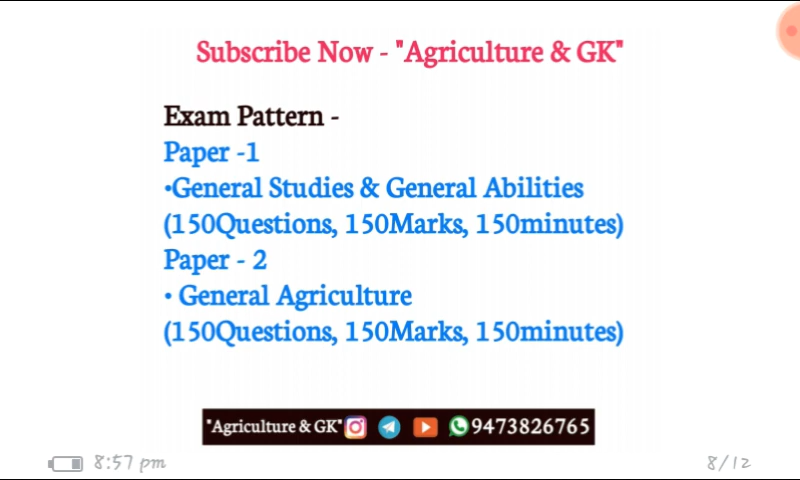 Subscribe Now - "Agriculture & GK"
Exam Pattern -
Paper -1
•General Studies & General Abilities
(150Questions, 150Marks, 150minutes)
Paper - 2
• General Agriculture
(150Questions, 150Marks, 150minutes)
"Agriculture & GK" 9473826765
8:57 pm 8/12